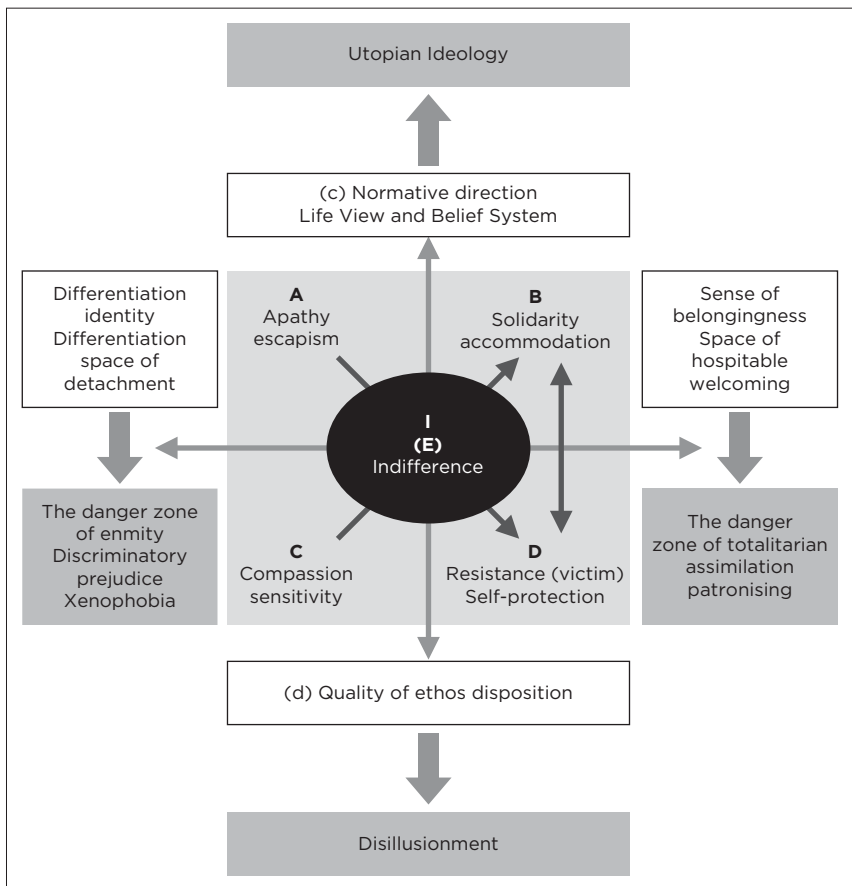 Utopian Ideology
(c) Normative direction
Life View and Belief System
Differentiation
identity
Differentiation
space of
detachment
A
Apathy
escapism
B
Solidarity
accommodation
Sense of
belongingness
Space of
hospitable
welcoming
I
(E)
Indifference
The danger zone
of enmity
Discriminatory
prejudice
Xenophobia
C
Compassion
sensitivity
D
Resistance (victim)
Self-protection
The danger
zone of totalitarian
assimilation
patronising
(d) Quality of ethos disposition
Disillusionment